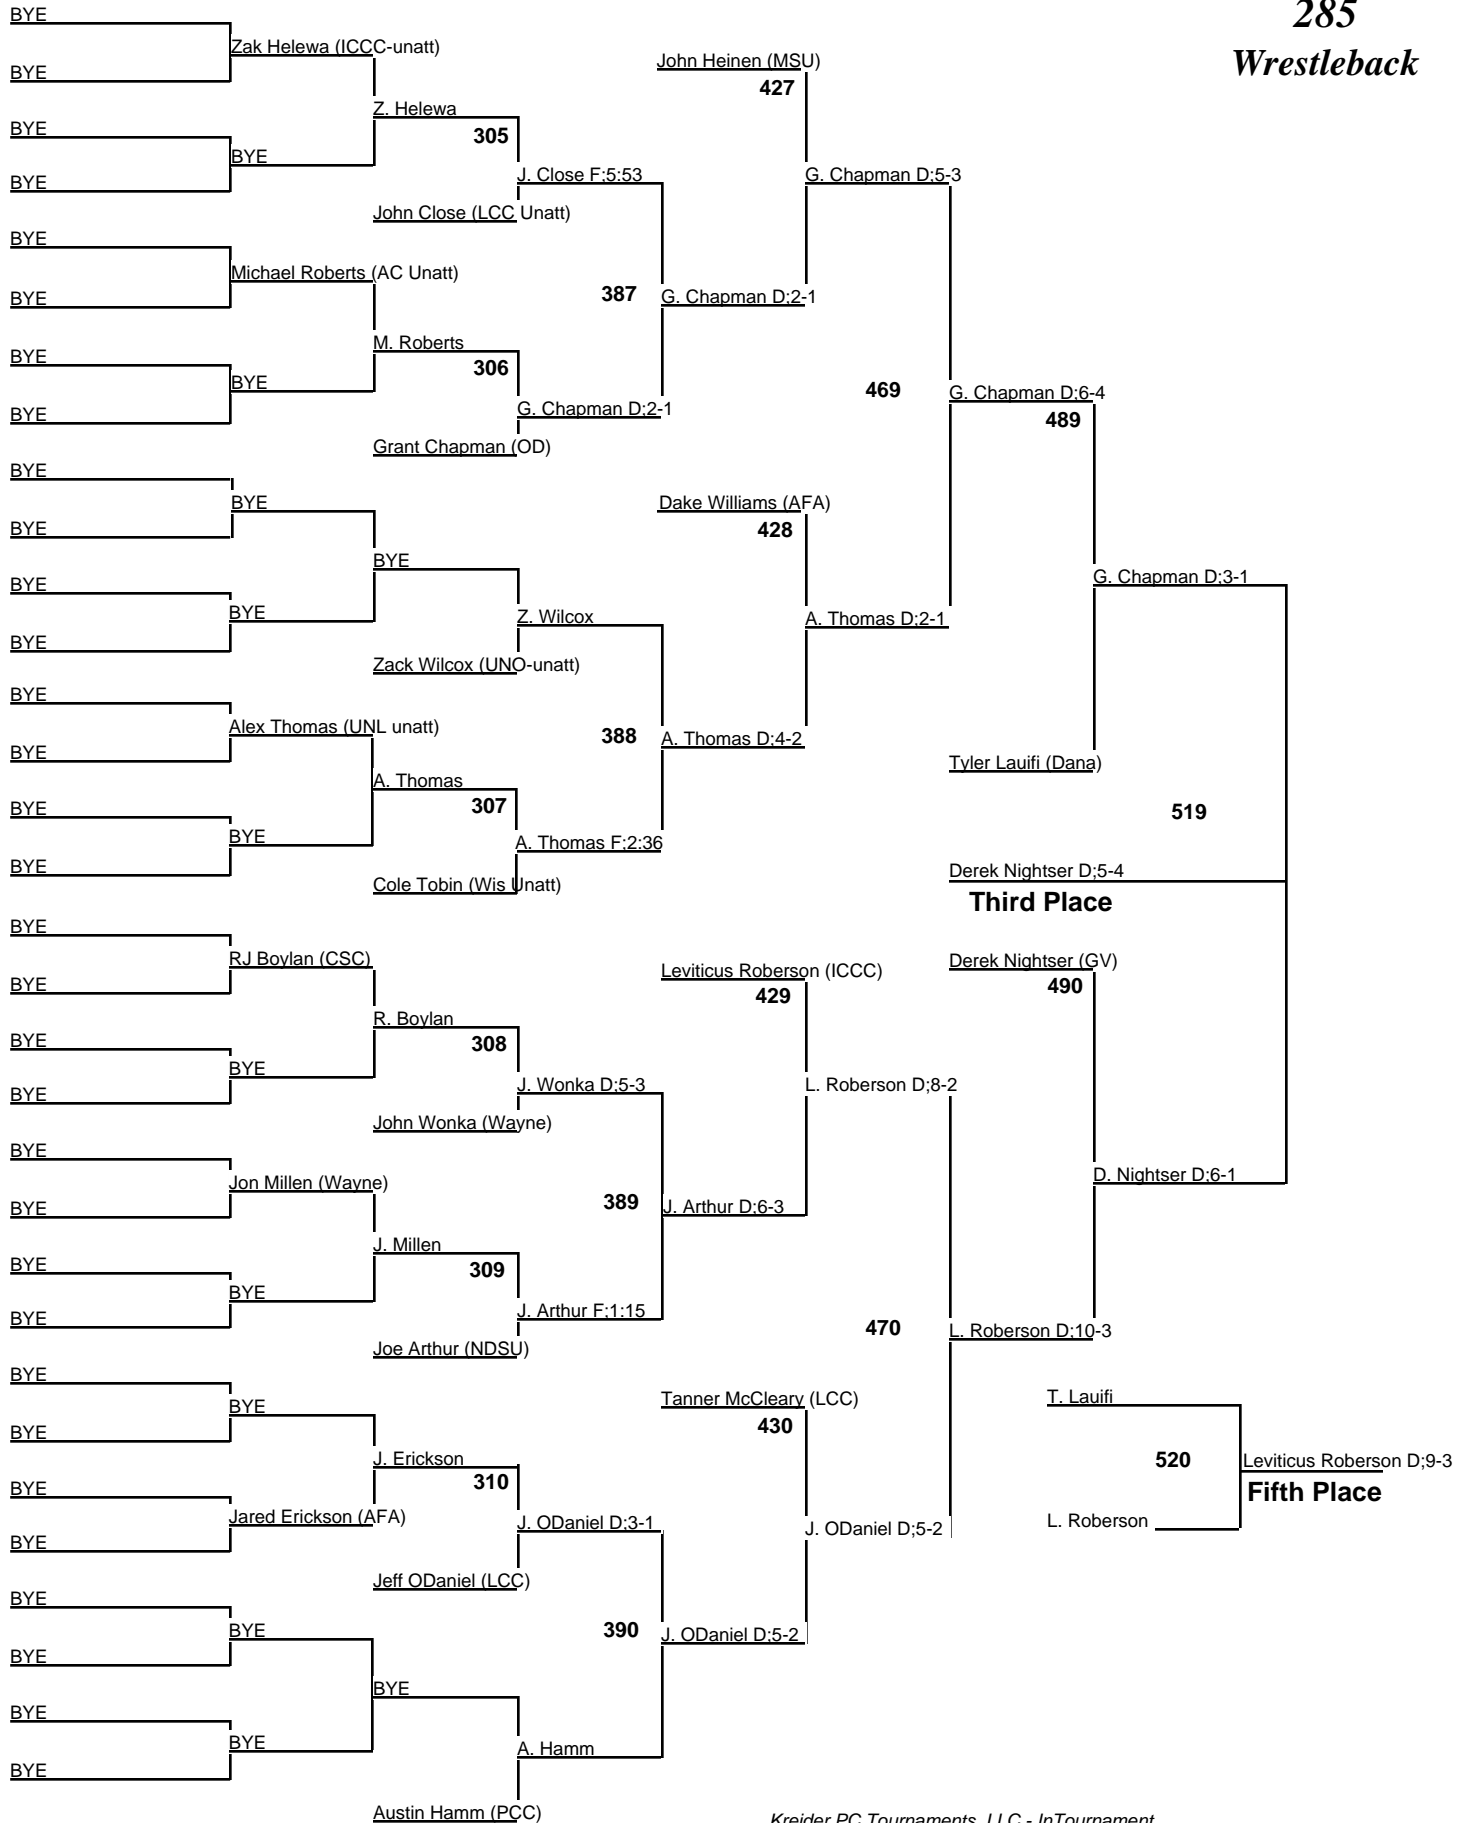 285
Wrestleback
BYE
Zak Helewa (ICCC-unatt)
John Heinen (MSU)
BYE
427
Z. Helewa
BYE
305
BYE
J. Close F;5:53
G. Chapman D;5-3
BYE
John Close (LCC Unatt)
BYE
Michael Roberts (AC Unatt)
387
G. Chapman D;2-1
BYE
M. Roberts
BYE
306
BYE
469
G. Chapman D;6-4
G. Chapman D;2-1
BYE
489
Grant Chapman (OD)
BYE
BYE
Dake Williams (AFA)
BYE
428
BYE
G. Chapman D;3-1
BYE
BYE
Z. Wilcox
A. Thomas D;2-1
BYE
Zack Wilcox (UNO-unatt)
BYE
Alex Thomas (UNL unatt)
388
A. Thomas D;4-2
BYE
Tyler Lauifi (Dana)
A. Thomas
BYE
307
519
BYE
A. Thomas F;2:36
BYE
Derek Nightser D;5-4
Cole Tobin (Wis Unatt)
Third Place
BYE
RJ Boylan (CSC)
Leviticus Roberson (ICCC)
Derek Nightser (GV)
BYE
429
490
R. Boylan
BYE
308
BYE
J. Wonka D;5-3
L. Roberson D;8-2
BYE
John Wonka (Wayne)
BYE
Jon Millen (Wayne)
D. Nightser D;6-1
BYE
389
J. Arthur D;6-3
J. Millen
BYE
309
BYE
J. Arthur F;1:15
BYE
470
L. Roberson D;10-3
Joe Arthur (NDSU)
BYE
BYE
Tanner McCleary (LCC)
T. Lauifi
BYE
430
J. Erickson
520
Leviticus Roberson D;9-3
BYE
310
Fifth Place
Jared Erickson (AFA)
J. ODaniel D;3-1
J. ODaniel D;5-2
L. Roberson
BYE
Jeff ODaniel (LCC)
BYE
BYE
390
J. ODaniel D;5-2
BYE
BYE
BYE
BYE
A. Hamm
BYE
Austin Hamm (PCC)
Kreider PC Tournaments, LLC - InTournament